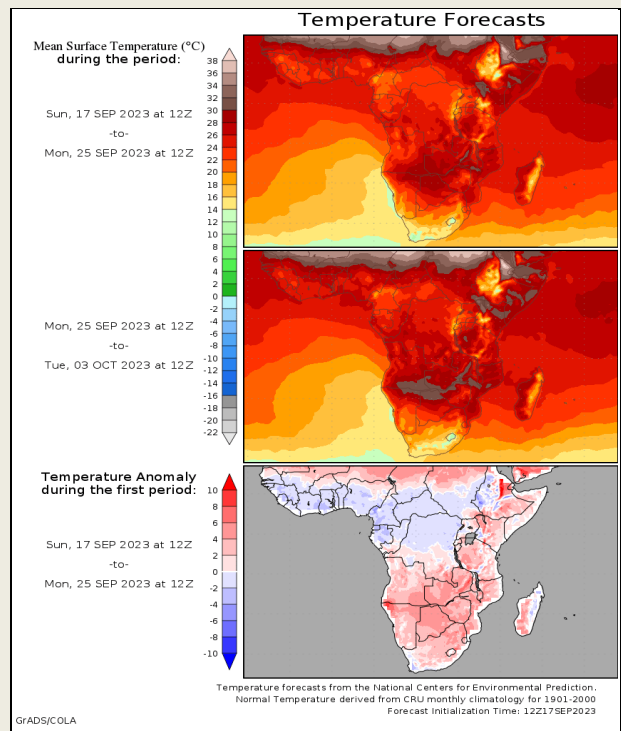 Temperature Forecasts
Mean Surface Temperature (°C)
during the period:
38
36
34
32
30
28
26
24
22
20
18
16
14
12
10
8
6
4
2
0
-2
-4
-6
-8
-10
-12
-14
-16
-18
-20
-22
Sun, 17 SEP 2023 at 12Z
-to-
Mon, 25 SEP 2023 at 12Z
Mon, 25 SEP 2023 at 12Z
-to-
Tue, 03 OCT 2023 at 12Z
Temperature Anomaly
during the first period:
10
8
6
4
2
0
-2
-4
-6
-8
-10
Sun, 17 SEP 2023 at 12Z
-to-
Mon, 25 SEP 2023 at 12Z
Temperature forecasts from the National Centers for Environmental Prediction.
Normal Temperature derived from CRU monthly climatology for 1901-2000
Forecast Initialization Time: 12Z17SEP2023
GrADS/COLA